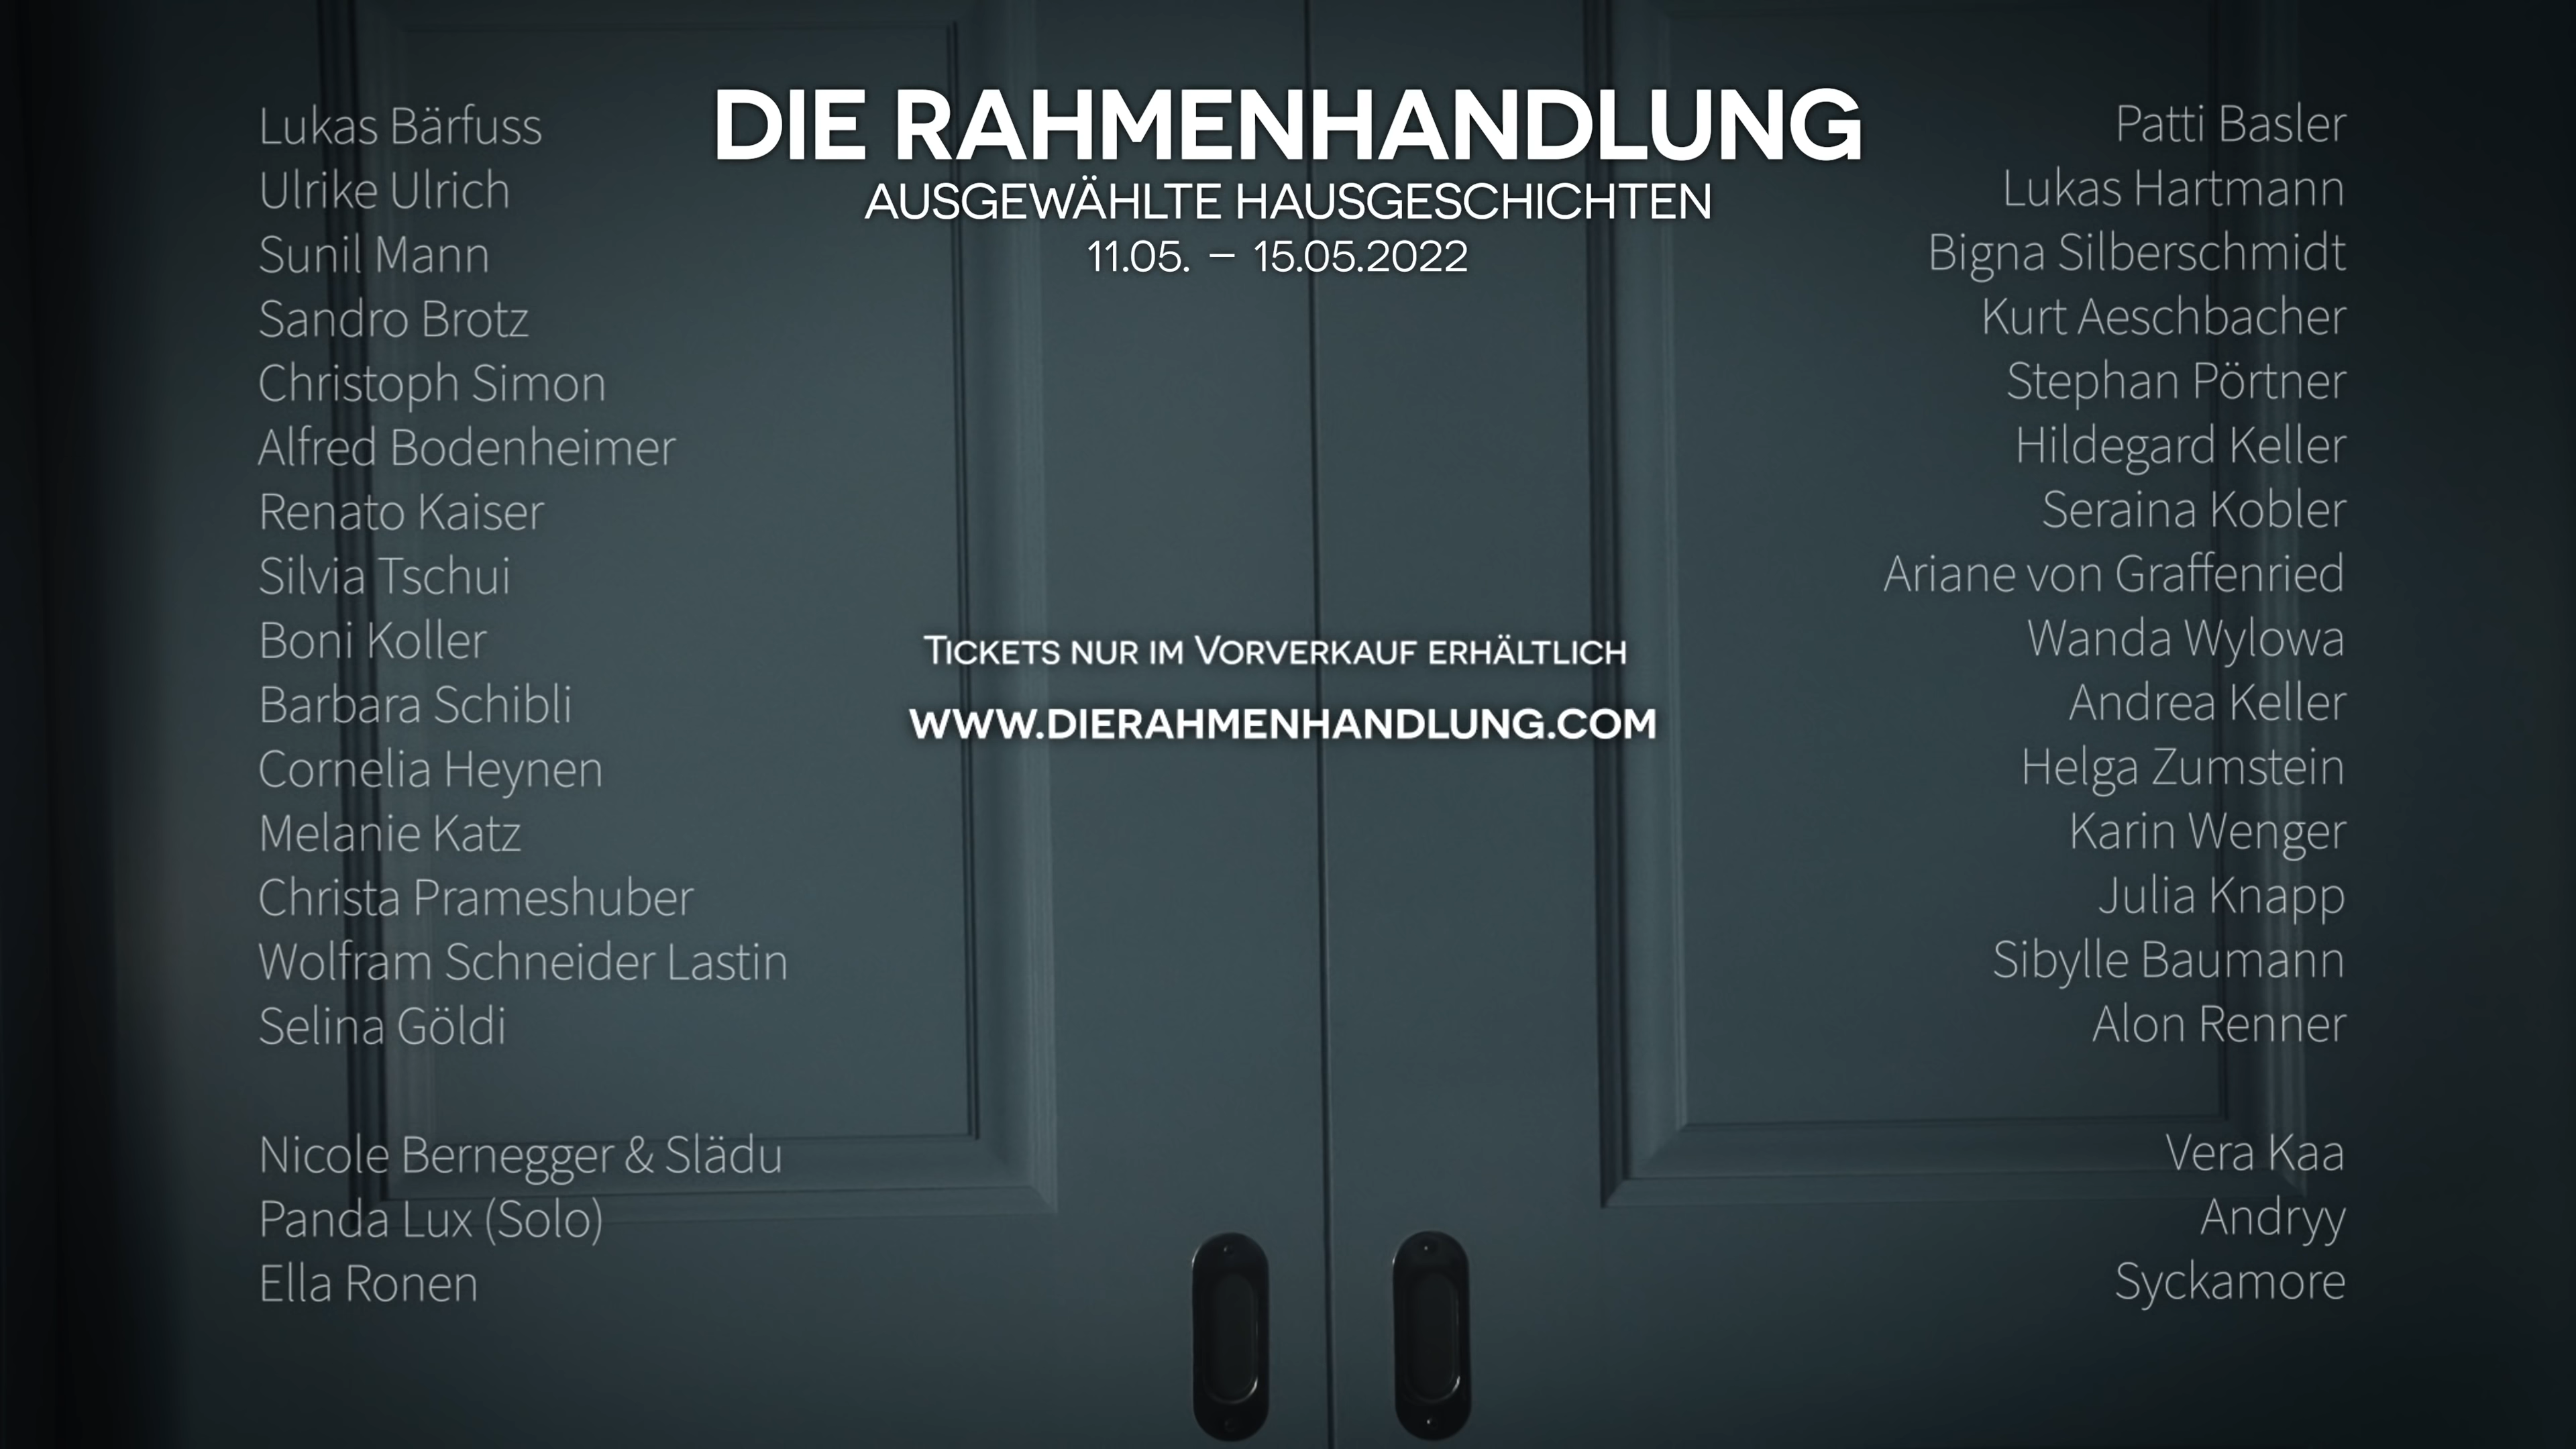 DIE RAHMENHANDLUNG
AUSGEWÄHLTE HAUSGESCHICHTEN
11.05. – 15.05.2022
Lukas Bärfuss
Ulrike Ulrich
Sunil Mann
Sandro Brotz
Christoph Simon
Alfred Bodenheimer
Renato Kaiser
Silvia Tschui
Boni Koller
Barbara Schibli
Cornelia Heynen
Melanie Katz
Christa Prameshuber
Wolfram Schneider Lastin
Selina Göldi
Nicole Bernegger & Slädu
Panda Lux (Solo)
Ella Ronen
Tickets nur im Vorverkauf erhältlich
www.dierahmenhandlung.com
Patti Basler
Lukas Hartmann
Bigna Silberschmidt
Kurt Aeschbacher
Stephan Pörtner
Hildegard Keller
Seraina Kobler
Ariane von Graffenried
Wanda Wylowa
Andrea Keller
Helga Zumstein
Karin Wenger
Julia Knapp
Sibylle Baumann
Alon Renner
Vera Kaa
Andryy
Syckamore